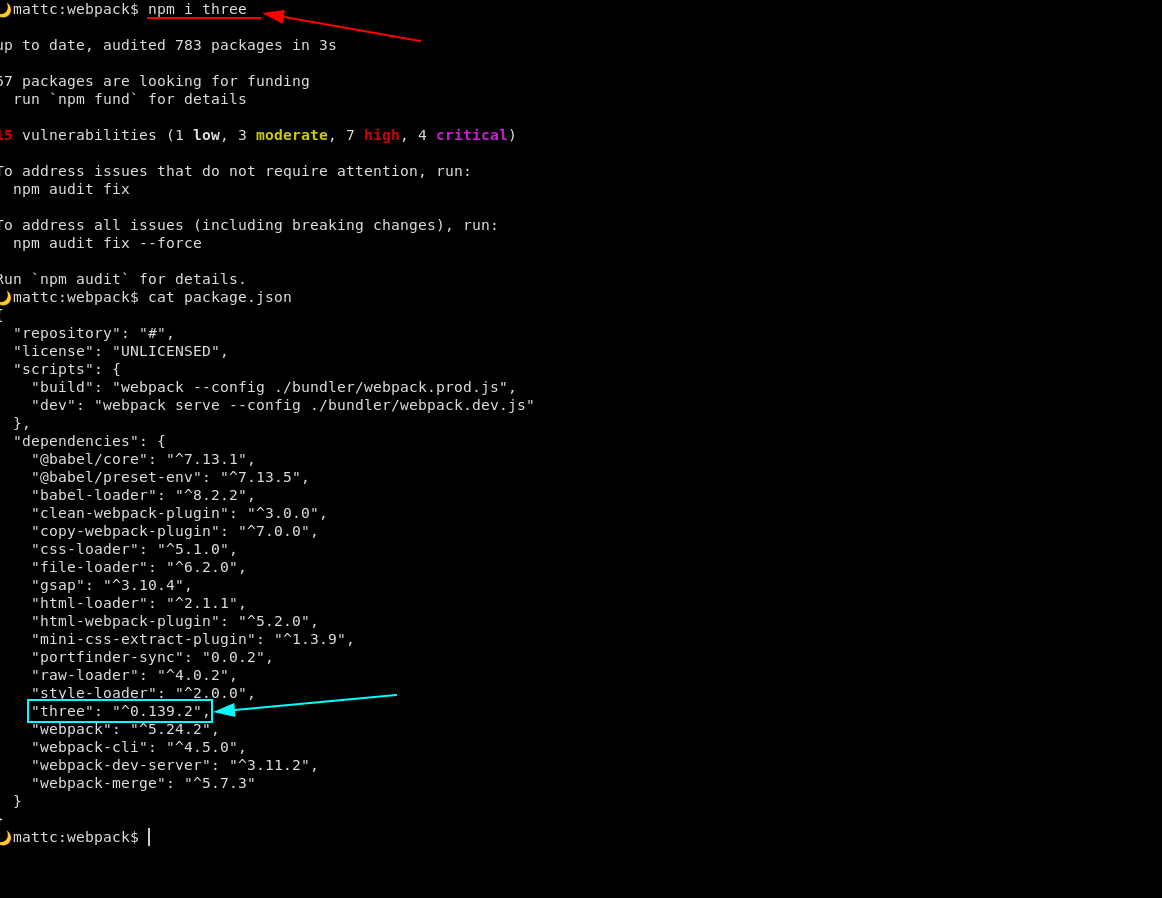 mattc:webpack$ npm i three
up to date, audited 783 packages in 3s
67 packages are looking for funding
run `npm fund` for details
15 vulnerabilities (1 low, 3 moderate, 7 high, 4 critical)
To address issues that do not require attention, run:
npm audit fix
To address all issues (including breaking changes), run:
npm audit fix --force
Run `npm audit` for details.
mattc:webpack$ cat package.json
{
"repository": "#",
"license": "UNLICENSED",
"scripts": {
"build": "webpack --config ./bundler/webpack.prod.js",
"dev": "webpack serve --config ./bundler/webpack.dev.js"
},
"dependencies": {
"@babel/core": "^7.13.1",
"@babel/preset-env": "^7.13.5",
"babel-loader": "^8.2.2",
"clean-webpack-plugin": "^3.0.0",
"copy-webpack-plugin": "^7.0.0",
"css-loader": "^5.1.0",
"file-loader": "^6.2.0",
"gsap": "^3.10.4",
"html-loader": "^2.1.1",
"html-webpack-plugin": "^5.2.0",
"mini-css-extract-plugin": "^1.3.9",
"portfinder-sync": "0.0.2",
"raw-loader": "^4.0.2",
"style-loader": "^2.0.0",
"three": "^0.139.2",
"webpack": "^5.24.2",
"webpack-cli": "^4.5.0",
"webpack-dev-server": "^3.11.2",
"webpack-merge": "^5.7.3"
}
}
mattc:webpack$